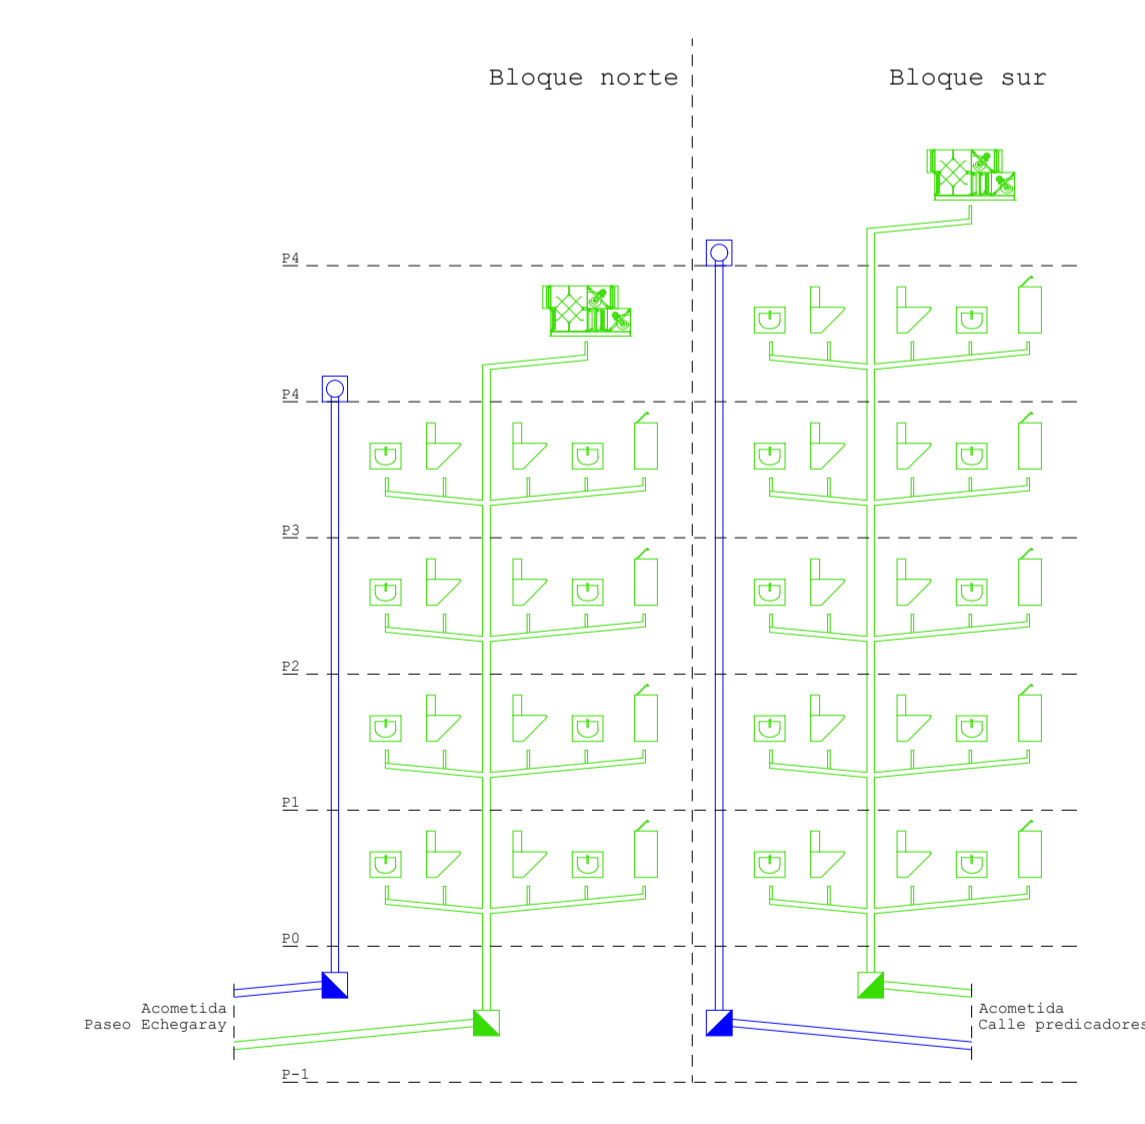 Bloque norte
Bloque sur
P4
P4
P3
P2
P1
P0
Acometida
Paseo Echegaray
Acometida
Calle predicadores
P-1